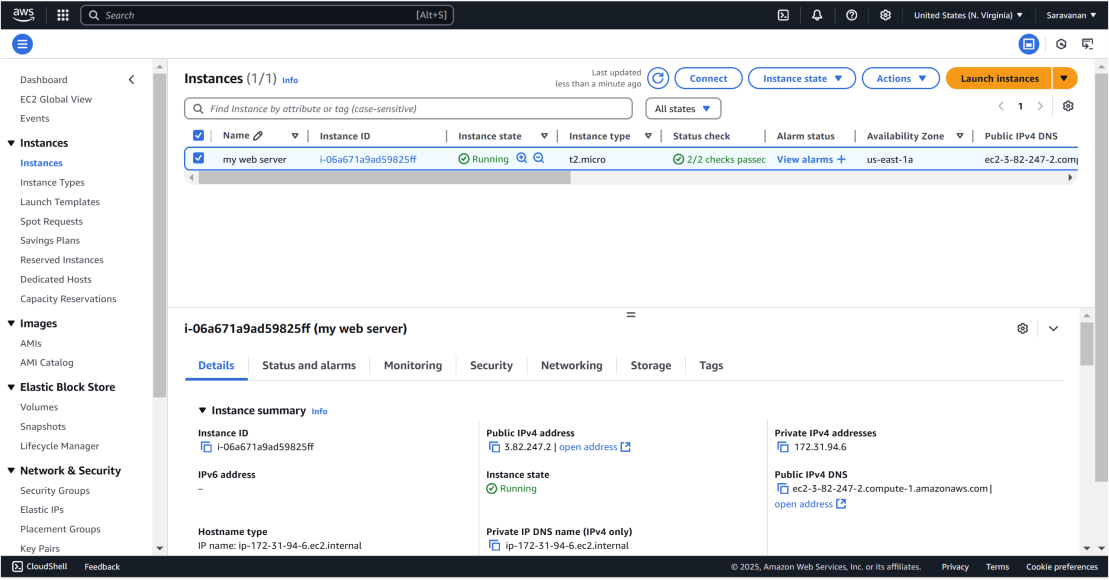 aws Search [Alt+S] United States (N. Virginia) Saravanan
Dashboard
EC2 Global View
Events
Instances
Instances
Instance Types
Launch Templates
Spot Requests
Savings Plans
Reserved Instances
Dedicated Hosts
Capacity Reservations
Images
AMIs
AMI Catalog
Elastic Block Store
Volumes
Snapshots
Lifecycle Manager
Network & Security
Security Groups
Elastic IPs
Placement Groups
Key Pairs
Instances (1/1) Info
Last updated
less than a minute ago
Connect Instance state Actions Launch instances
Find Instance by attribute or tag (case-sensitive) All states 1
Name Instance ID Instance state Instance type Status check Alarm status Availability Zone Public IPv4 DNS
my web server i-06a671a9ad59825ff Running t2.micro 2/2 checks passec View alarms + us-east-1a ec2-3-82-247-2.comp
i-06a671a9ad59825ff (my web server)
Details Status and alarms Monitoring Security Networking Storage Tags
Instance summary Info
Instance ID
i-06a671a9ad59825ff
Public IPv4 address
3.82.247.2 | open address
Private IPv4 addresses
172.31.94.6
IPv6 address
–
Instance state
Running
Public IPv4 DNS
ec2-3-82-247-2.compute-1.amazonaws.com |
open address
Hostname type
IP name: ip-172-31-94-6.ec2.internal
Private IP DNS name (IPv4 only)
ip-172-31-94-6.ec2.internal
CloudShell Feedback © 2025, Amazon Web Services, Inc. or its affiliates. Privacy Terms Cookie preferences